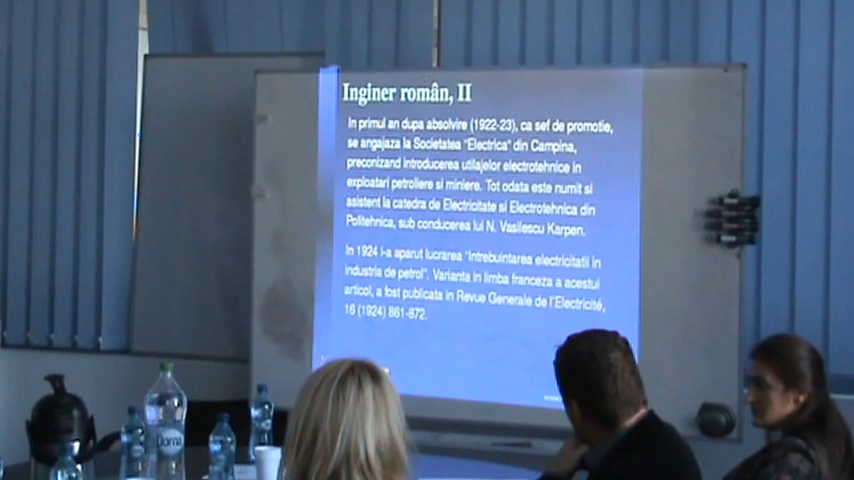 Inginer român, II
In primul an dupa absolvire (1922-23), ca sef de promotie,
se angajaza la Societatea "Electrica" din Campina,
preconizand introducerea utilajelor electrotehnice in
exploatari petroliere si miniere. Tot odata este numit si
asistent la catedra de Electricitate si Electrotehnica din
Politehnica, sub conducerea lui N. Vasilescu Karpen.
In 1924 i-a aparut lucrarea "Intrebuintarea electricitatii in
industria de petrol". Varianta in limba franceza a acestui
articol, a fost publicata in Revue Generale de l'Electricité,
16 (1924) 861-872.
Dorna